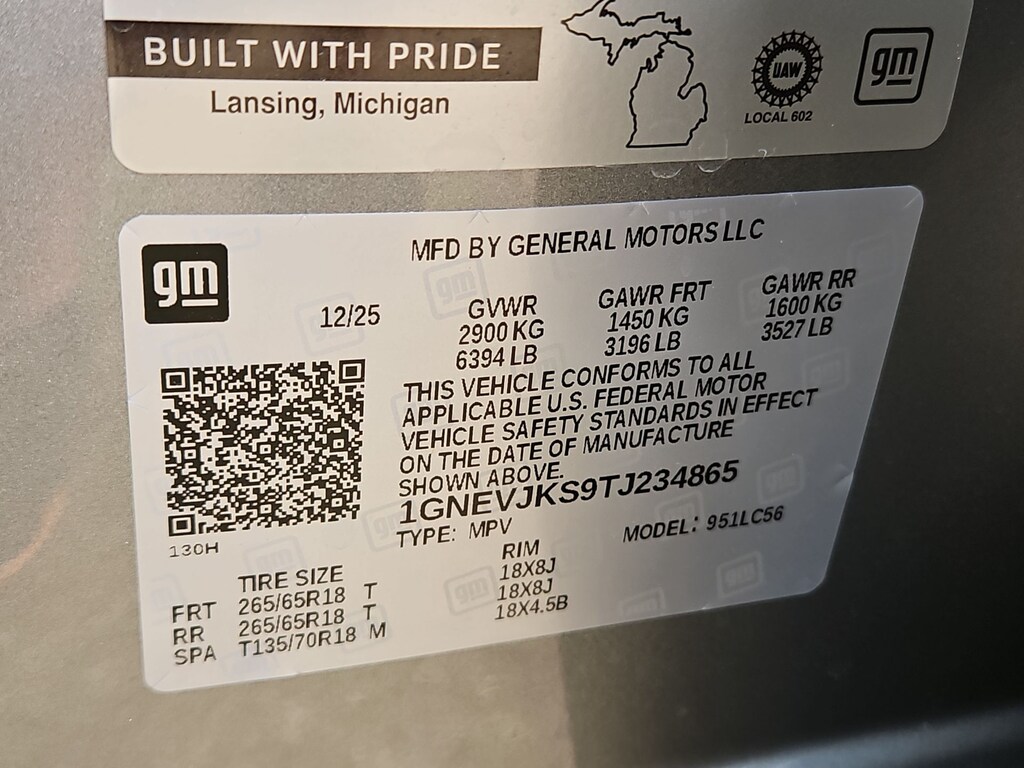 BUILT WITH PRIDE
Lansing, Michigan
UAW
LOCAL 602
gm
gm
MFD BY GENERAL MOTORS LLC
12/25
GVWR
2900 KG
6394 LB
GAWR FRT
1450 KG
3196 LB
GAWR RR
1600 KG
3527 LB
THIS VEHICLE CONFORMS TO ALL
APPLICABLE U.S. FEDERAL MOTOR
VEHICLE SAFETY STANDARDS IN EFFECT
ON THE DATE OF MANUFACTURE
SHOWN ABOVE.
1GNEVJKS9TJ234865
TYPE: MPV MODEL: 951LC56
130H
TIRE SIZE RIM
FRT 265/65R18 T 18X8J
RR 265/65R18 T 18X8J
SPA T135/70R18 M 18X4.5B